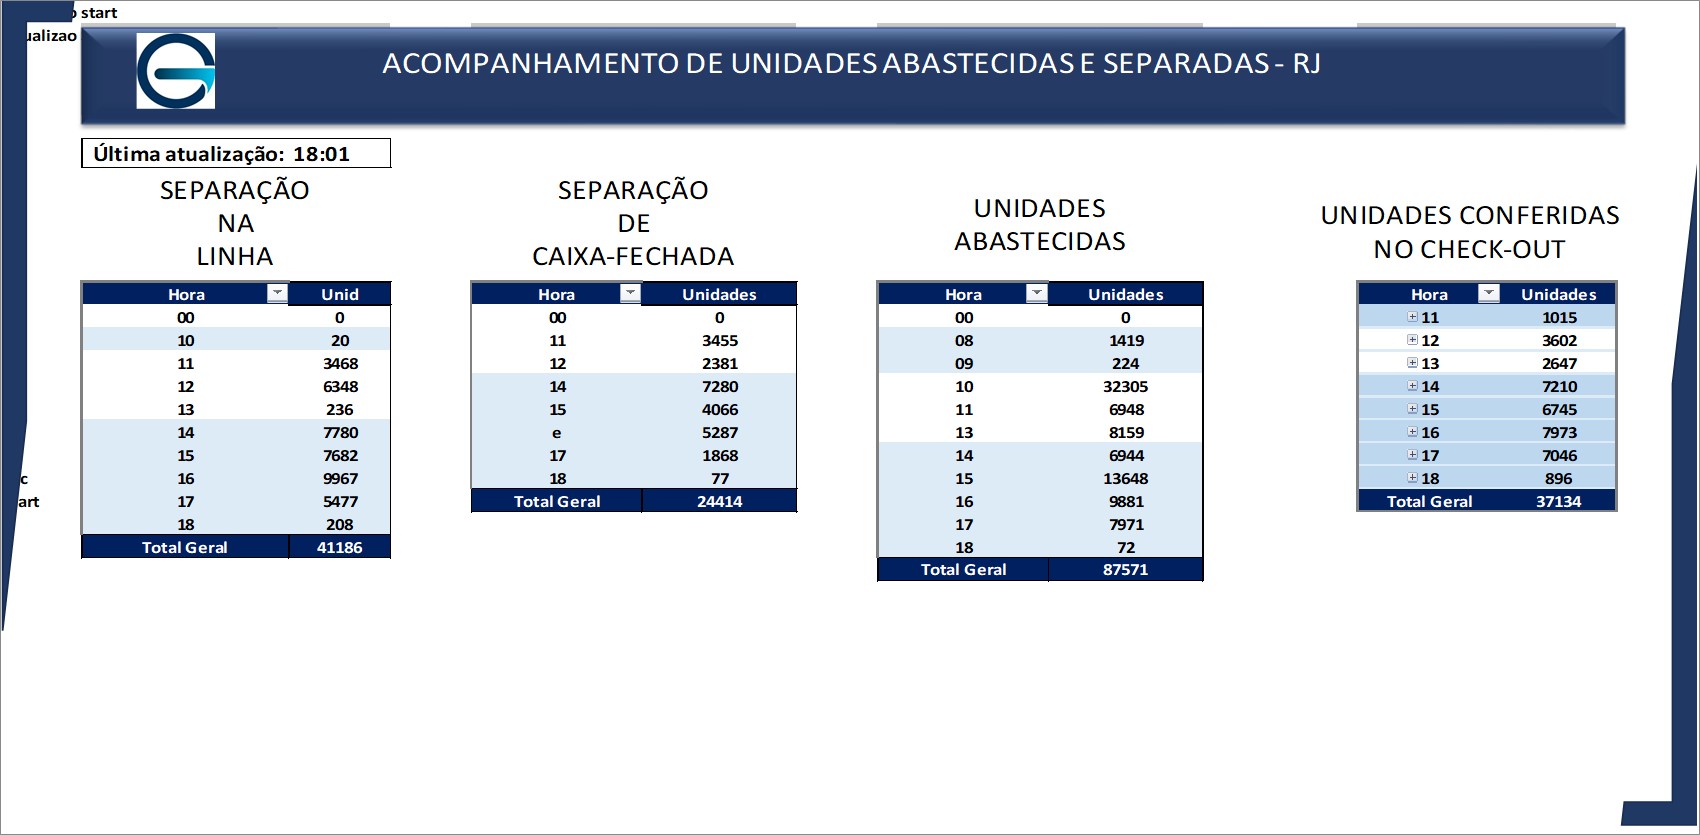 start
ualizao
ACOMPANHAMENTO DE UNIDADES ABASTECIDAS E SEPARADAS - RJ
Última atualização: 18:01
SEPARAÇÃO
NA
LINHA
Hora Unid
00 0
10 20
11 3468
12 6348
13 236
14 7780
15 7682
16 9967
17 5477
18 208
Total Geral 41186
SEPARAÇÃO
DE
CAIXA-FECHADA
Hora Unidades
00 0
11 3455
12 2381
14 7280
15 4066
e 5287
17 1868
18 77
Total Geral 24414
UNIDADES
ABASTECIDAS
Hora Unidades
00 0
08 1419
09 224
10 32305
11 6948
13 8159
14 6944
15 13648
16 9881
17 7971
18 72
Total Geral 87571
UNIDADES CONFERIDAS
NO CHECK-OUT
Hora Unidades
11 1015
12 3602
13 2647
14 7210
15 6745
16 7973
17 7046
18 896
Total Geral 37134
c
art